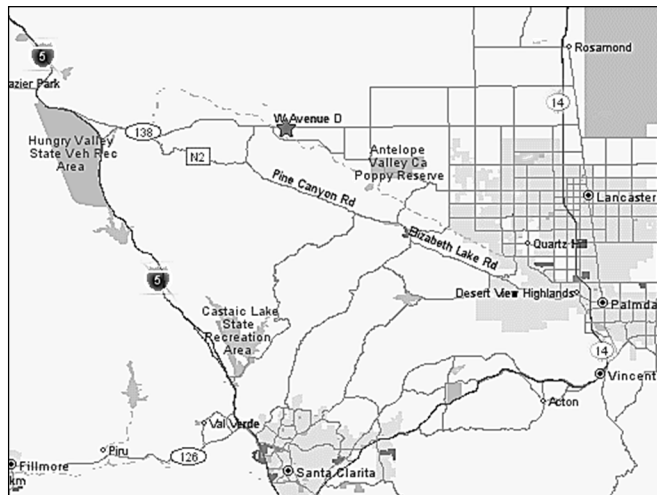 Rosamond
5
azier Park
14
W Avenue D
138
Hungry Valley
State Veh Rec
Area
N2
Antelope
Valley Ca
Poppy Reserve
Pine Canyon Rd
Lancaster
Elizabeth Lake Rd
Quartz H
5
Desert View Highlands
Palmda
Castaic Lake
State
Recreation
Area
14
Vincent
Acton
Val Verde
Piru
126
Fillmore
km
Santa Clarita